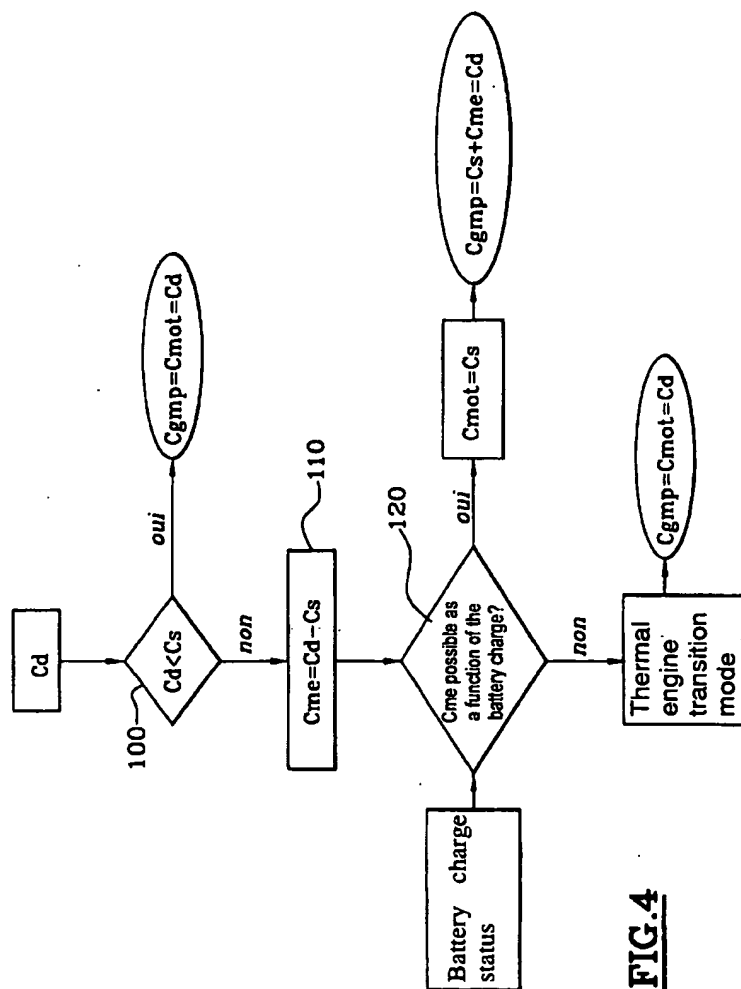 Cd
100
Cd<Cs
oui
Cgmp=Cmot=Cd
non
110
Cme=Cd-Cs
120
Cme possible as
a function of the
battery charge?
Battery charge
status
oui
Cmot=Cs
Cgmp=Cs+Cme=Cd
non
Thermal
engine
transition
mode
Cgmp=Cmot=Cd
FIG.4